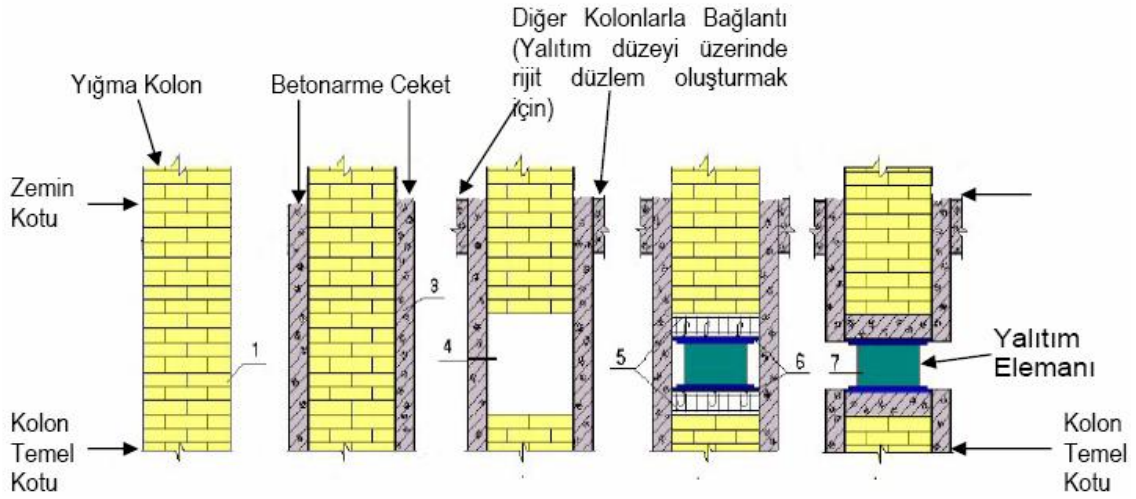 Diğer Kolonlarla Bağlantı
(Yalıtım düzeyi üzerinde
rijit düzlem oluşturmak
için)
Yığma Kolon
Betonarme Ceket
Zemin
Kotu
1
3
4
5
6
7
Yalıtım
Elemanı
Kolon
Temel
Kotu
Kolon
Temel
Kotu